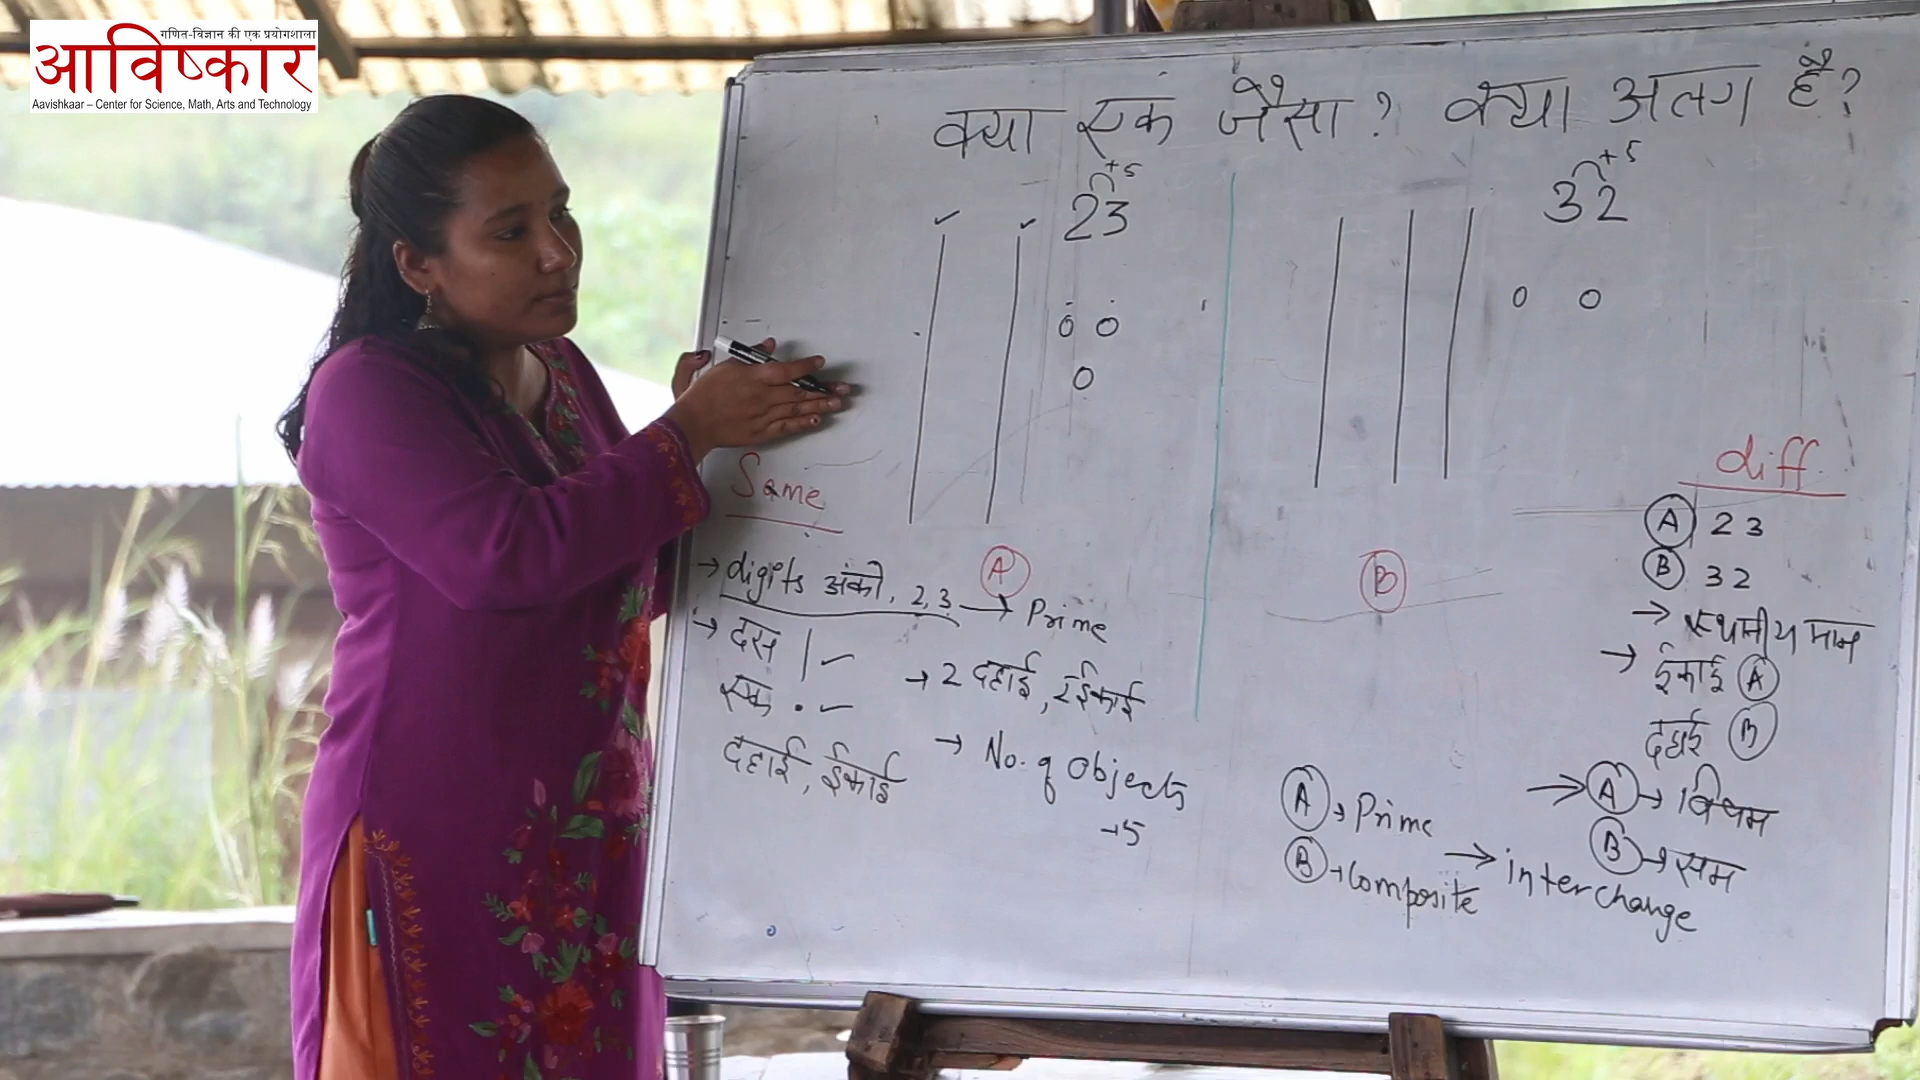 गणित-विज्ञान की एक प्रयोगशाला
आविष्कार
Aavishkaar – Center for Science, Math, Arts and Technology
क्या एक जैसा? क्या अलग है?
+5
23
+5
32
Same
→ digits अंको, 2,3 → Prime
→ दस | ✓
एक • ✓
दहाई, ईकाई
A
→ 2 दहाई, 2 ईकाई
→ No. of Objects
→5
B
diff
A 23
B 32
→ स्थानीय मान
→ ईकाई A
दहाई B
→ A → विषम
B → सम
A → Prime
B → Composite → interchange